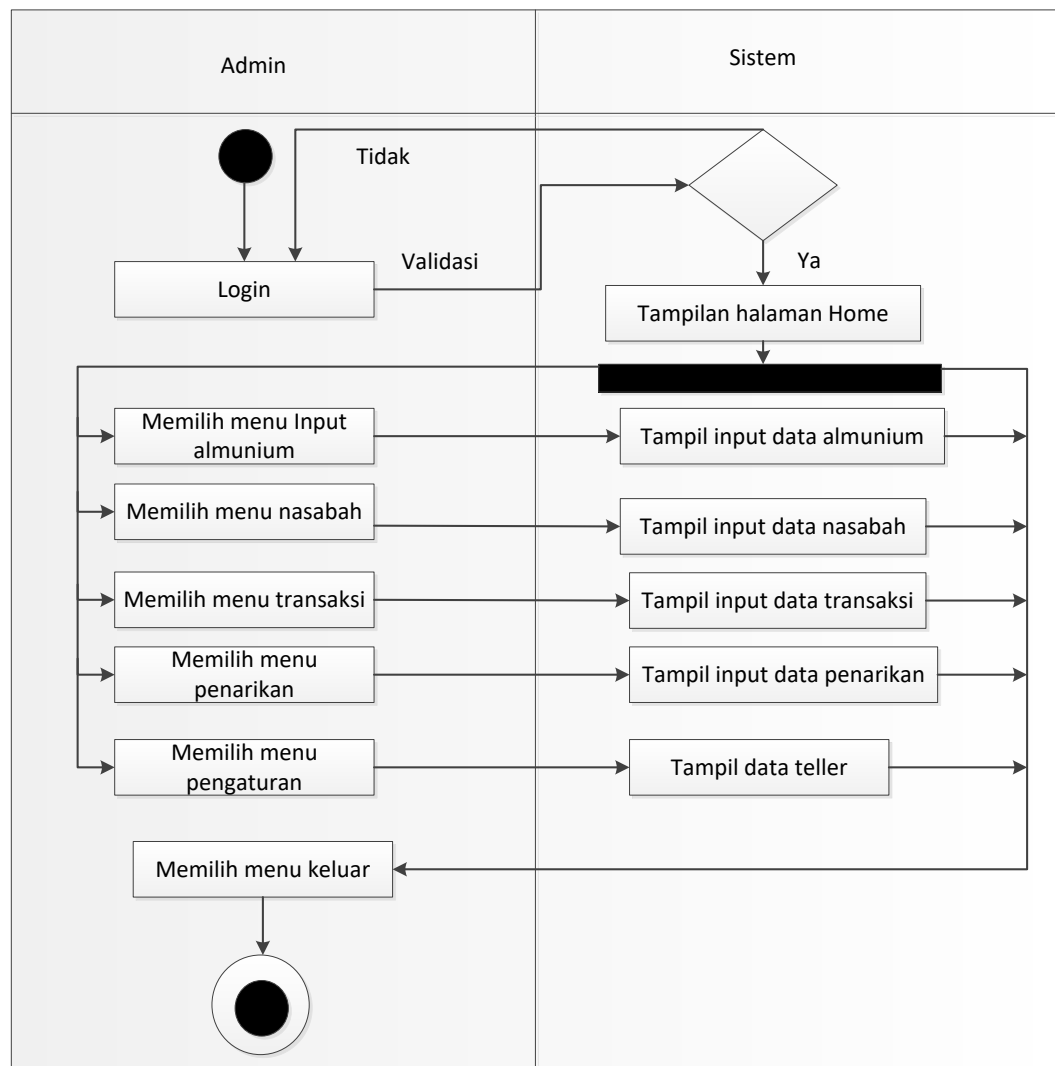 Admin
Sistem
Tidak
Validasi
Login
Ya
Tampilan halaman Home
Memilih menu Input
almunium
Tampil input data almunium
Memilih menu nasabah
Tampil input data nasabah
Memilih menu transaksi
Tampil input data transaksi
Memilih menu
penarikan
Tampil input data penarikan
Memilih menu
pengaturan
Tampil data teller
Memilih menu keluar